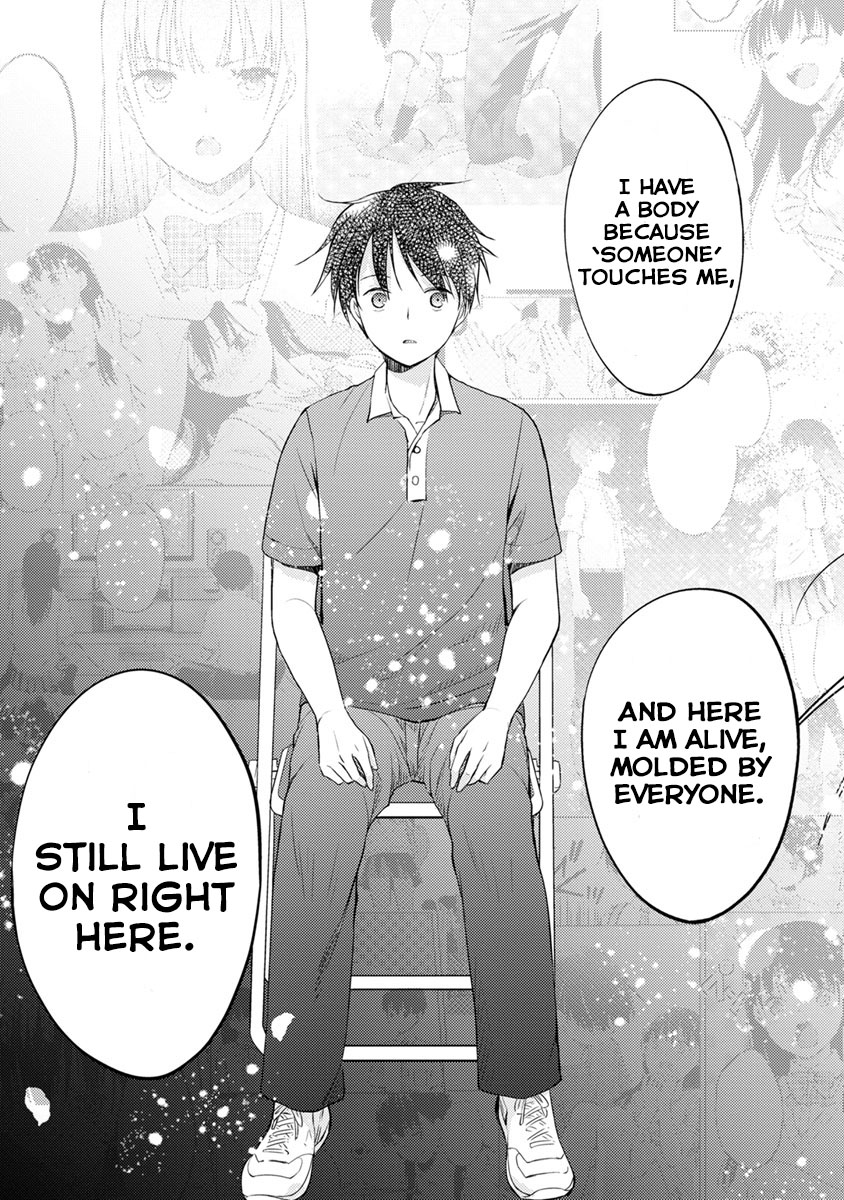 I HAVE
A BODY
BECAUSE
'SOMEONE'
TOUCHES ME,
AND HERE
I AM ALIVE,
MOLDED BY
EVERYONE.
I
STILL LIVE
ON RIGHT
HERE.